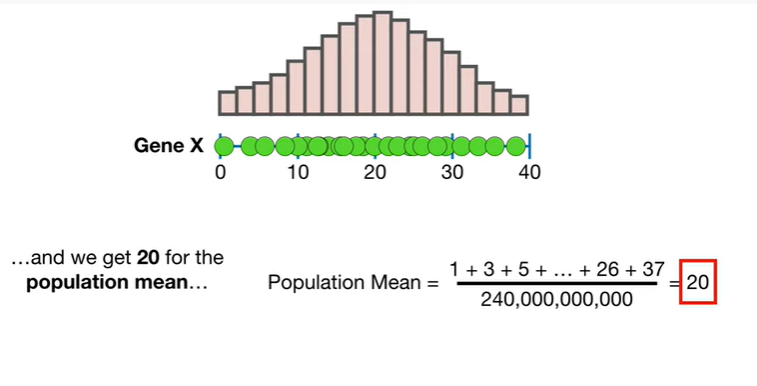 Gene X
0 10 20 30 40
…and we get 20 for the
population mean…
Population Mean = 1 + 3 + 5 + … + 26 + 37 = 20
240,000,000,000